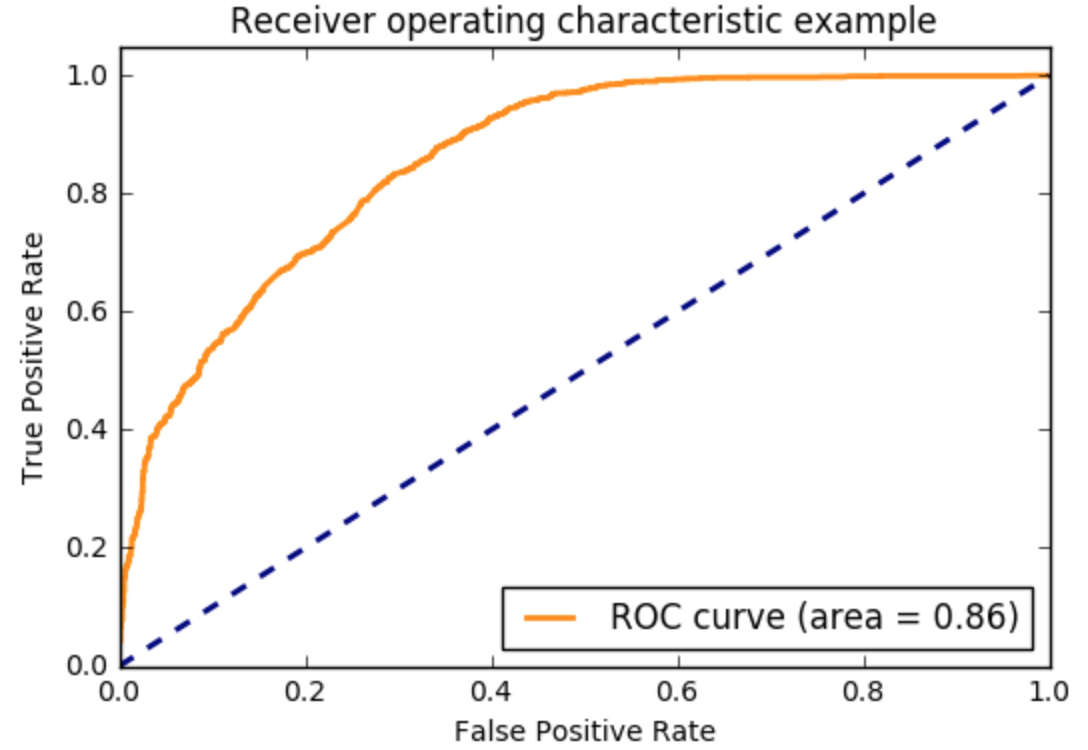 Receiver operating characteristic example
1.0
0.8
0.6
0.4
0.2
0.0
True Positive Rate
ROC curve (area = 0.86)
0.0 0.2 0.4 0.6 0.8 1.0
False Positive Rate